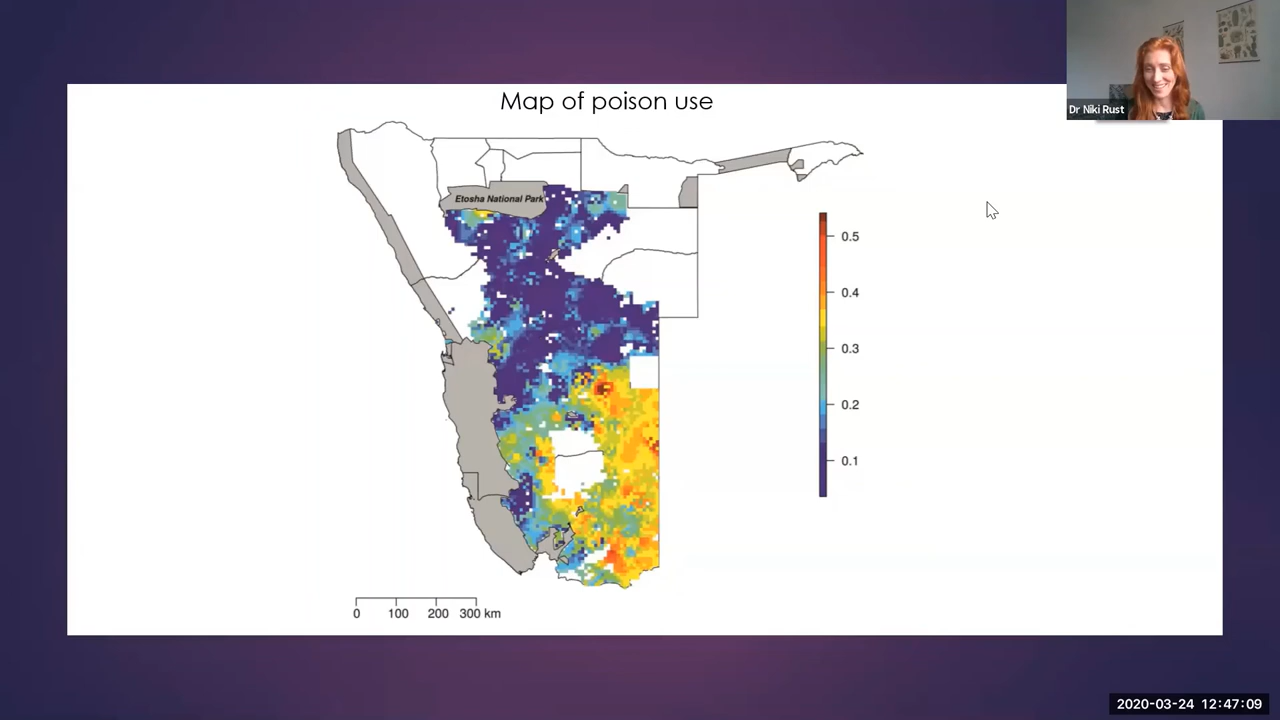 Map of poison use
Dr Niki Rust
Etosha National Park
0.5
0.4
0.3
0.2
0.1
0 100 200 300 km
2020-03-24 12:47:09